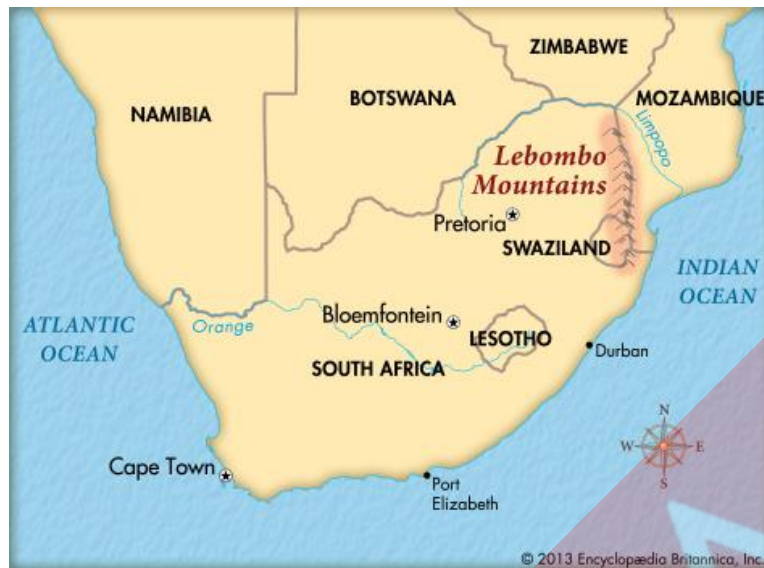 ZIMBABWE
BOTSWANA
MOZAMBIQUE
NAMIBIA
Limpopo
Lebombo
Mountains
Pretoria
SWAZILAND
INDIAN
OCEAN
ATLANTIC
OCEAN
Orange
Bloemfontein
LESOTHO
Durban
SOUTH AFRICA
N
W
E
S
Cape Town
Port
Elizabeth
© 2013 Encyclopædia Britannica, Inc.